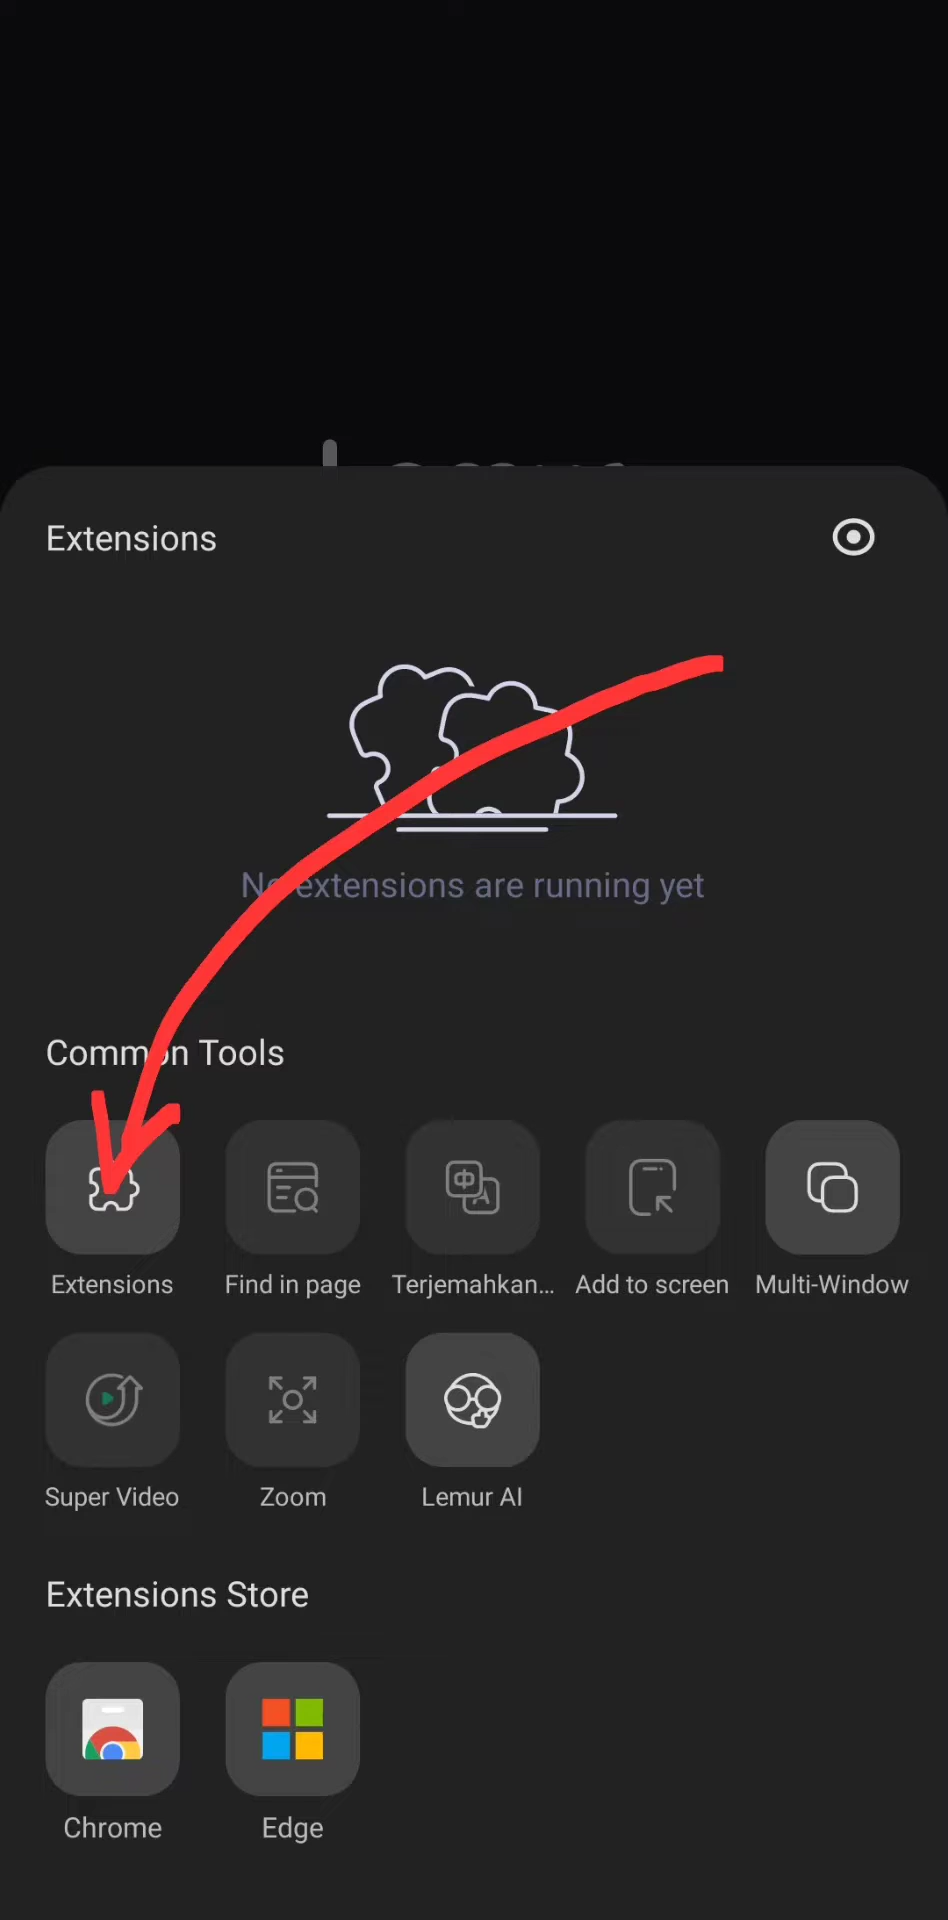 Extensions
No extensions are running yet
Common Tools
Extensions
Find in page
Terjemahkan...
Add to screen
Multi-Window
Super Video
Zoom
Lemur AI
Extensions Store
Chrome
Edge